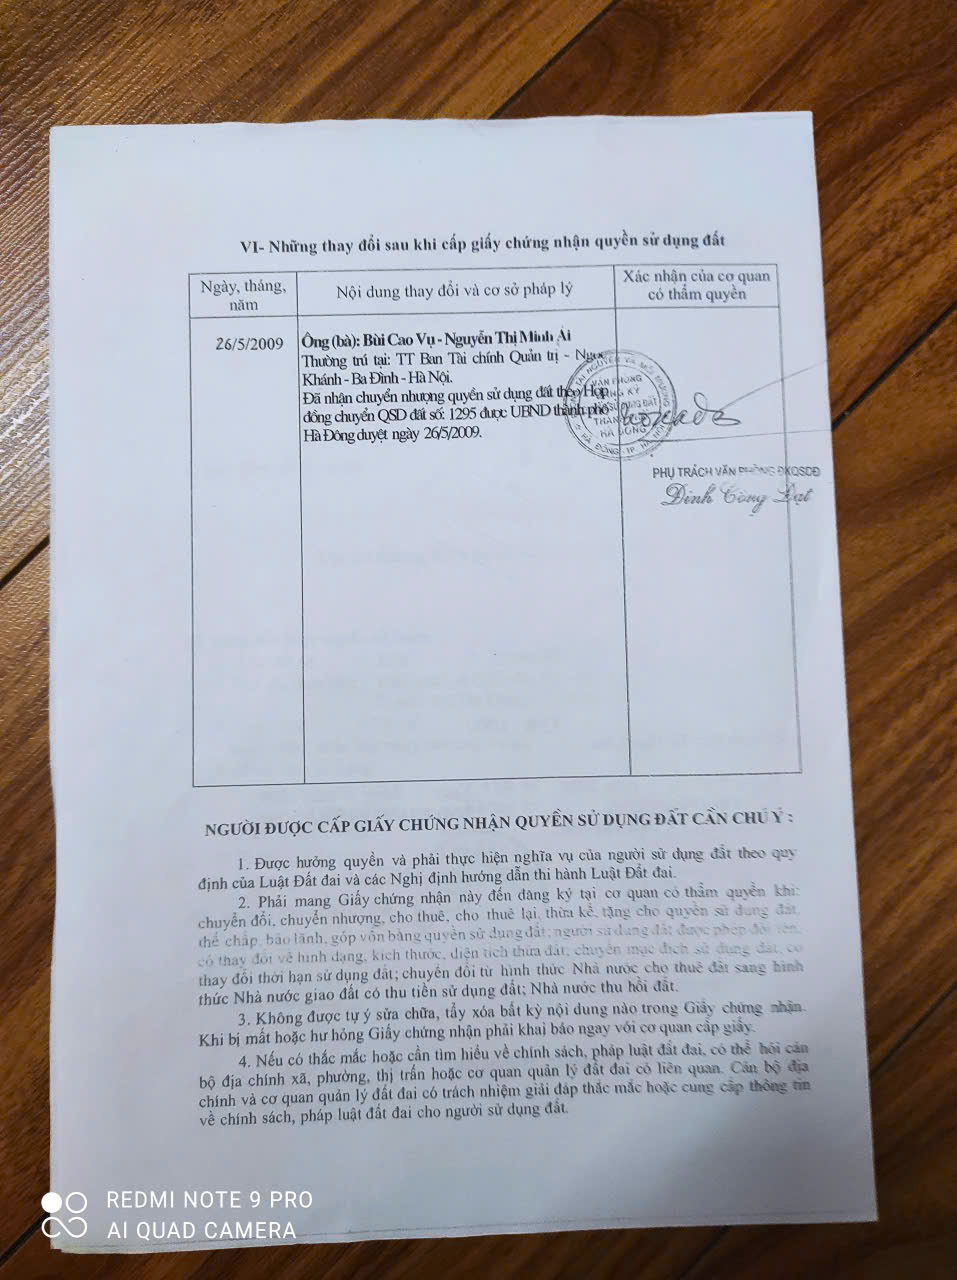 VI- Những thay đổi sau khi cấp giấy chứng nhận quyền sử dụng đất
Ngày, tháng, năm
Nội dung thay đổi và cơ sở pháp lý
Xác nhận của cơ quan có thẩm quyền
26/5/2009
Ông (bà): Bùi Cao Vụ - Nguyễn Thị Minh Ái
Thường trú tại: TT Ban Tài chính Quản trị - Ngọc
Khánh - Ba Đình - Hà Nội.
Đã nhận chuyển nhượng quyền sử dụng đất theo Hợp
đồng chuyển QSD đất số: 1295 được UBND thành phố
Hà Đông duyệt ngày 26/5/2009.
VĂN PHÒNG
ĐĂNG KÝ
SỬ DỤNG ĐẤT
THÀNH PHỐ
HÀ ĐÔNG
PHỤ TRÁCH VĂN PHÒNG ĐKQSDĐ
Đinh Công Đạt
NGƯỜI ĐƯỢC CẤP GIẤY CHỨNG NHẬN QUYỀN SỬ DỤNG ĐẤT CẦN CHÚ Ý :
1. Được hưởng quyền và phải thực hiện nghĩa vụ của người sử dụng đất theo quy
định của Luật Đất đai và các Nghị định hướng dẫn thi hành Luật Đất đai.
2. Phải mang Giấy chứng nhận này đến đăng ký tại cơ quan có thẩm quyền khi:
chuyển đổi, chuyển nhượng, cho thuê, cho thuê lại, thừa kế, tặng cho quyền sử dụng đất,
thế chấp, bảo lãnh, góp vốn bằng quyền sử dụng đất; người sử dụng đất được phép đổi tên,
có thay đổi về hình dạng, kích thước, diện tích thửa đất; chuyển mục đích sử dụng đất, có
thay đổi thời hạn sử dụng đất; chuyển đổi từ hình thức Nhà nước cho thuê đất sang hình
thức Nhà nước giao đất có thu tiền sử dụng đất; Nhà nước thu hồi đất.
3. Không được tự ý sửa chữa, tẩy xóa bất kỳ nội dung nào trong Giấy chứng nhận.
Khi bị mất hoặc hư hỏng Giấy chứng nhận phải khai báo ngay với cơ quan cấp giấy.
4. Nếu có thắc mắc hoặc cần tìm hiểu về chính sách, pháp luật đất đai, có thể hỏi cán
bộ địa chính xã, phường, thị trấn hoặc cơ quan quản lý đất đai có liên quan. Cán bộ địa
chính và cơ quan quản lý đất đai có trách nhiệm giải đáp thắc mắc hoặc cung cấp thông tin
về chính sách, pháp luật đất đai cho người sử dụng đất.
REDMI NOTE 9 PRO
AI QUAD CAMERA